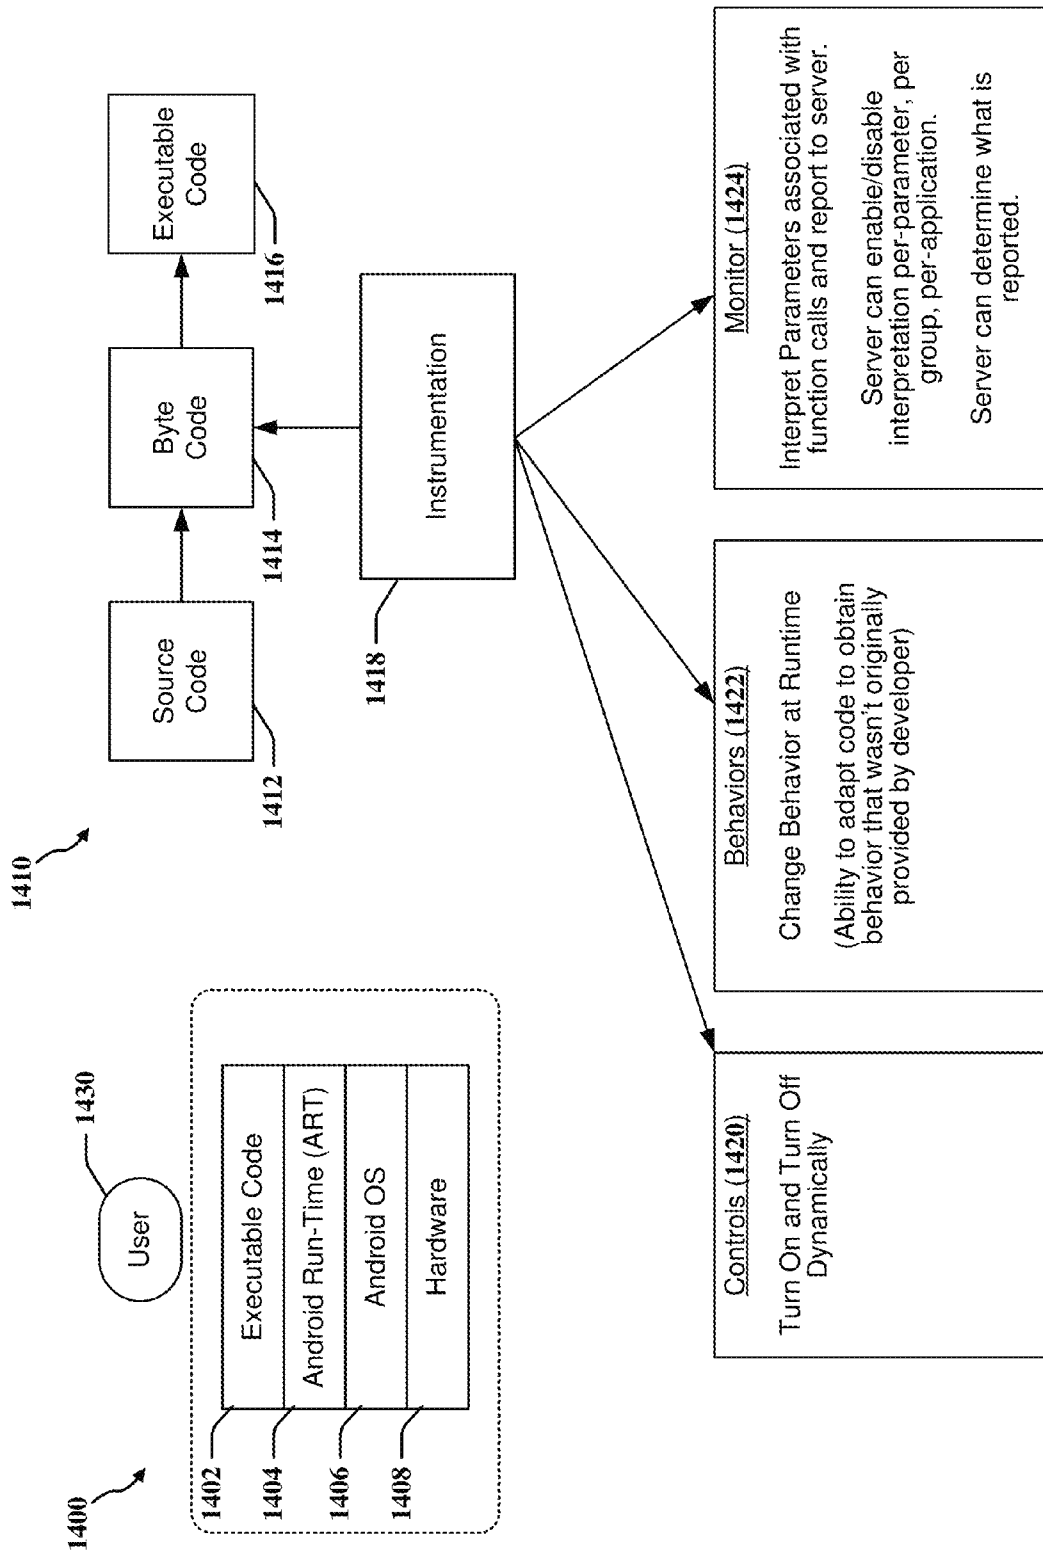 1400
1430
User
1402
Executable Code
1404
Android Run-Time (ART)
1406
Android OS
1408
Hardware
1410
Source
Code
1412
Byte
Code
1414
Executable
Code
1416
Instrumentation
1418
Controls (1420)
Turn On and Turn Off
Dynamically
Behaviors (1422)
Change Behavior at Runtime
(Ability to adapt code to obtain
behavior that wasn't originally
provided by developer)
Monitor (1424)
Interpret Parameters associated with
function calls and report to server.
Server can enable/disable
interpretation per-parameter, per
group, per-application.
Server can determine what is
reported.